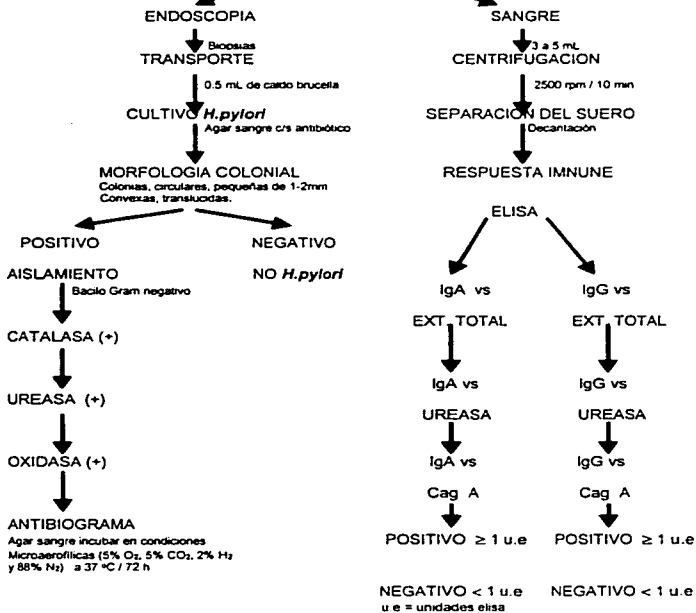 ENDOSCOPIA
Biopsias
TRANSPORTE
0.5 mL de caldo brucella
CULTIVO H.pylori
Agar sangre c/s antibiótico
MORFOLOGIA COLONIAL
Colonias, circulares, pequeñas de 1-2mm
Convexas, translucidas.
POSITIVO
NEGATIVO
AISLAMIENTO
NO H.pylori
Bacilo Gram negativo
CATALASA (+)
UREASA (+)
OXIDASA (+)
ANTIBIOGRAMA
Agar sangre incubar en condiciones
Microaerofílicas (5% O2, 5% CO2, 2% H2
y 88% N2) a 37 ºC / 72 h
SANGRE
3 a 5 mL
CENTRIFUGACION
2500 rpm / 10 min
SEPARACION DEL SUERO
Decantación
RESPUESTA IMNUNE
ELISA
IgA vs
EXT. TOTAL
IgA vs
UREASA
IgA vs
Cag A
POSITIVO ≥ 1 u.e
NEGATIVO < 1 u.e
IgG vs
EXT. TOTAL
IgG vs
UREASA
IgG vs
Cag A
POSITIVO ≥ 1 u.e
NEGATIVO < 1 u.e
u.e = unidades elisa